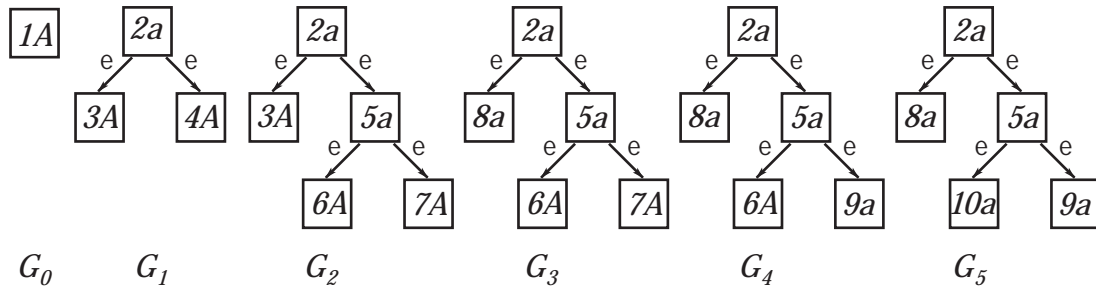 1A 2a 2a 2a 2a 2a
e e e e e e e e e e
3A 4A 3A 5a 8a 5a 8a 5a 8a 5a
e e e e e e e e
6A 7A 6A 7A 6A 9a 10a 9a
G0 G1 G2 G3 G4 G5